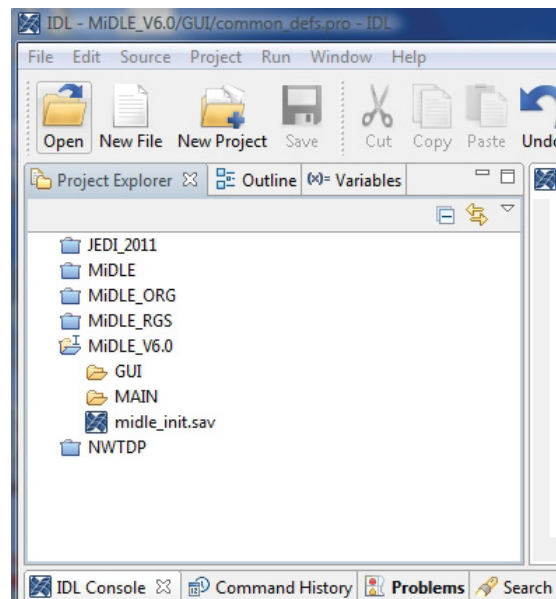 IDL - MiDLE_V6.0/GUI/common_defs.pro - IDL
File Edit Source Project Run Window Help
Open New File New Project Save Cut Copy Paste Undo
Project Explorer Outline (x)= Variables
JEDI_2011
MiDLE
MiDLE_ORG
MiDLE_RGS
MiDLE_V6.0
GUI
MAIN
midle_init.sav
NWTDP
IDL Console Command History Problems Search